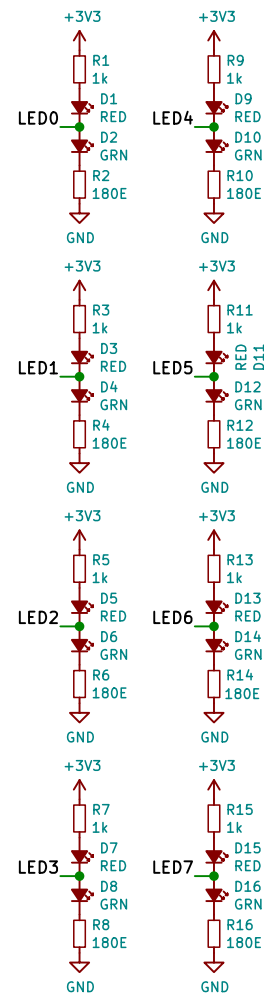 +3V3
R1
1k
D1
RED
LED0
D2
GRN
R2
180E
GND
+3V3
R9
1k
D9
RED
LED4
D10
GRN
R10
180E
GND
+3V3
R3
1k
D3
RED
LED1
D4
GRN
R4
180E
GND
+3V3
R11
1k
RED
D11
LED5
D12
GRN
R12
180E
GND
+3V3
R5
1k
D5
RED
LED2
D6
GRN
R6
180E
GND
+3V3
R13
1k
D13
RED
LED6
D14
GRN
R14
180E
GND
+3V3
R7
1k
D7
RED
LED3
D8
GRN
R8
180E
GND
+3V3
R15
1k
D15
RED
LED7
D16
GRN
R16
180E
GND